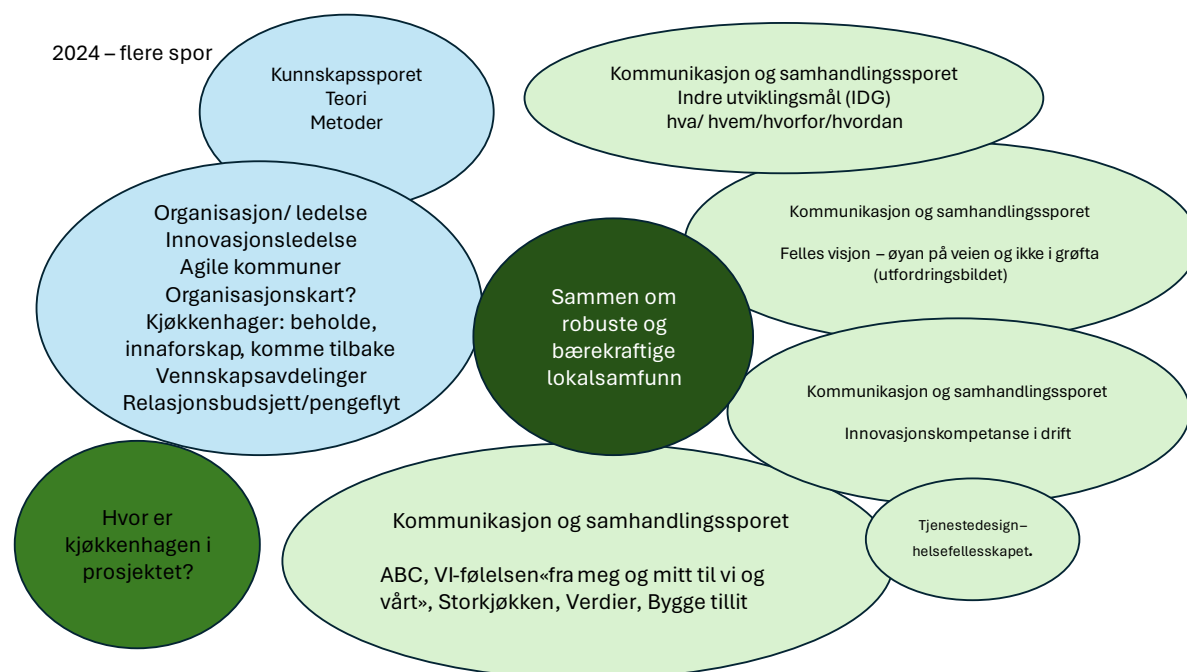 2024 – flere spor
Kunnskapssporet
Teori
Metoder
Kommunikasjon og samhandlingssporet
Indre utviklingsmål (IDG)
hva/ hvem/hvorfor/hvordan
Organisasjon/ ledelse
Innovasjonsledelse
Agile kommuner
Organisasjonskart?
Kjøkkenhager: beholde,
innaforskap, komme tilbake
Vennskapsavdelinger
Relasjonsbudsjett/pengeflyt
Kommunikasjon og samhandlingssporet
Felles visjon – øyan på veien og ikke i grøfta
(utfordringsbildet)
Sammen om
robuste og
bærekraftige
lokalsamfunn
Kommunikasjon og samhandlingssporet
Innovasjonskompetanse i drift
Hvor er
kjøkkenhagen i
prosjektet?
Kommunikasjon og samhandlingssporet
ABC, VI-følelsen«fra meg og mitt til vi og
vårt», Storkjøkken, Verdier, Bygge tillit
Tjenestedesign–
helsefellesskapet.